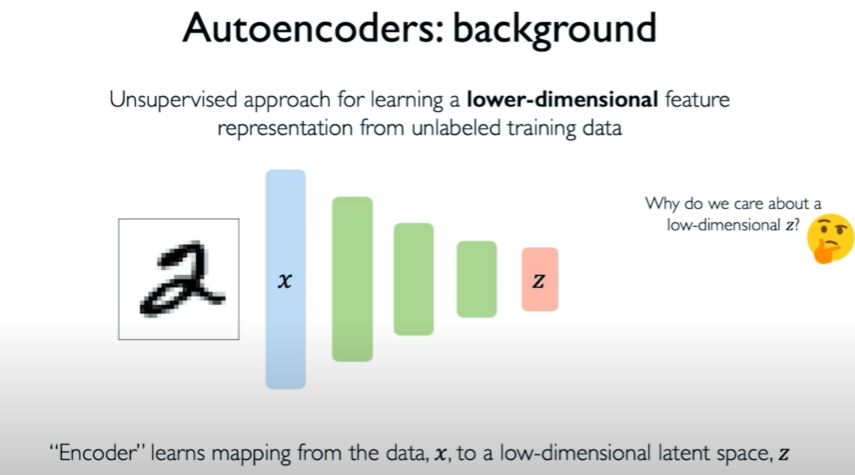 Autoencoders: background
Unsupervised approach for learning a lower-dimensional feature
representation from unlabeled training data
Why do we care about a
low-dimensional z?
2
x
z
“Encoder” learns mapping from the data, x, to a low-dimensional latent space, z